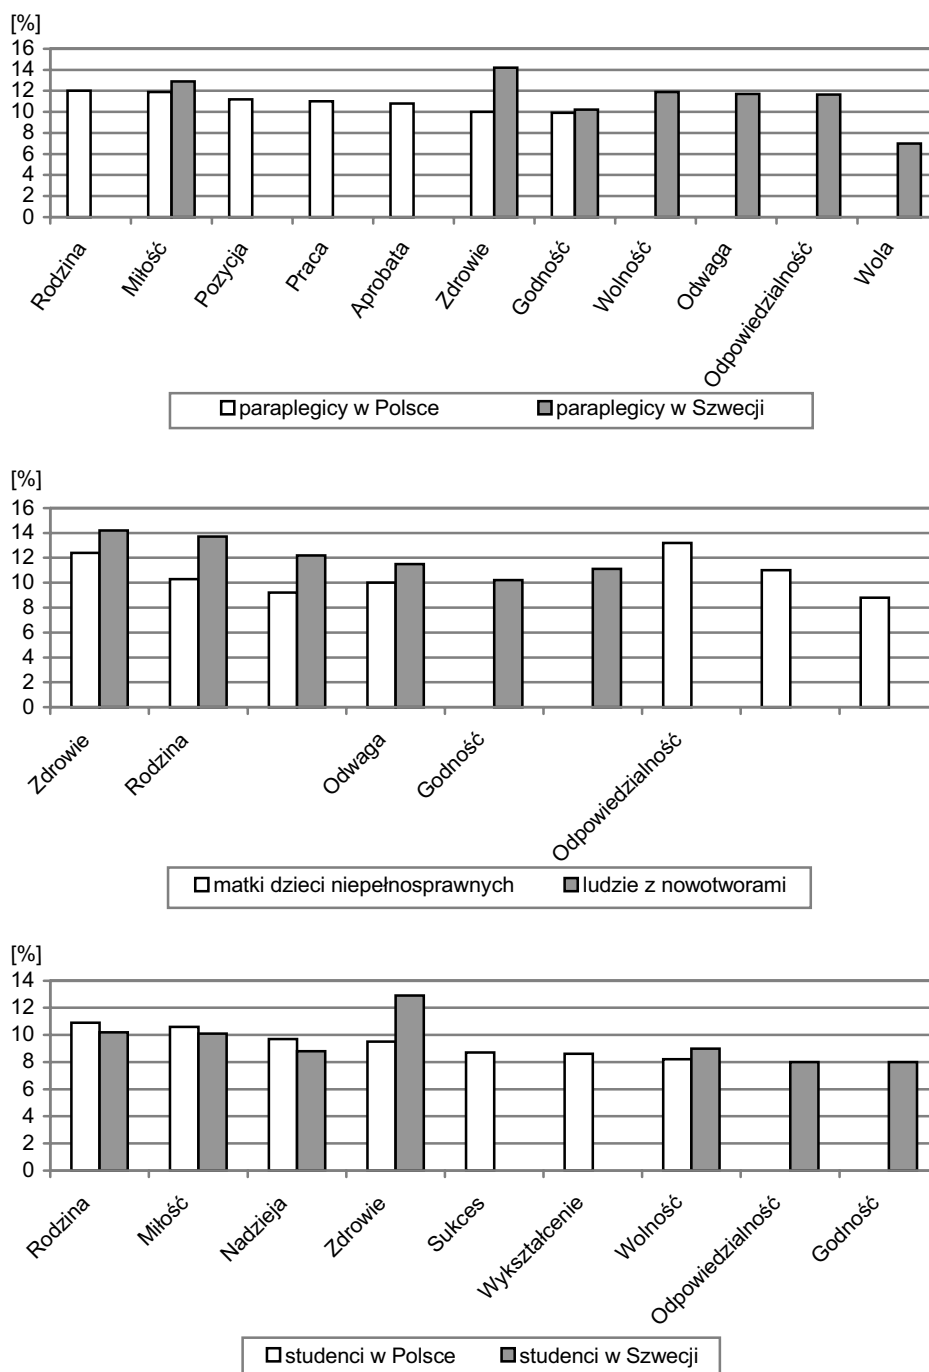 [%]
16
14
12
10
8
6
4
2
0
Rodzina
Miłość
Pozycja
Praca
Aprobata
Zdrowie
Godność
Wolność
Odwaga
Odpowiedzialność
Wola
paraplegicy w Polsce
paraplegicy w Szwecji
[%]
16
14
12
10
8
6
4
2
0
Zdrowie
Rodzina
Odwaga
Godność
Odpowiedzialność
matki dzieci niepełnosprawnych
ludzie z nowotworami
[%]
14
12
10
8
6
4
2
0
Rodzina
Miłość
Nadzieja
Zdrowie
Sukces
Wykształcenie
Wolność
Odpowiedzialność
Godność
studenci w Polsce
studenci w Szwecji